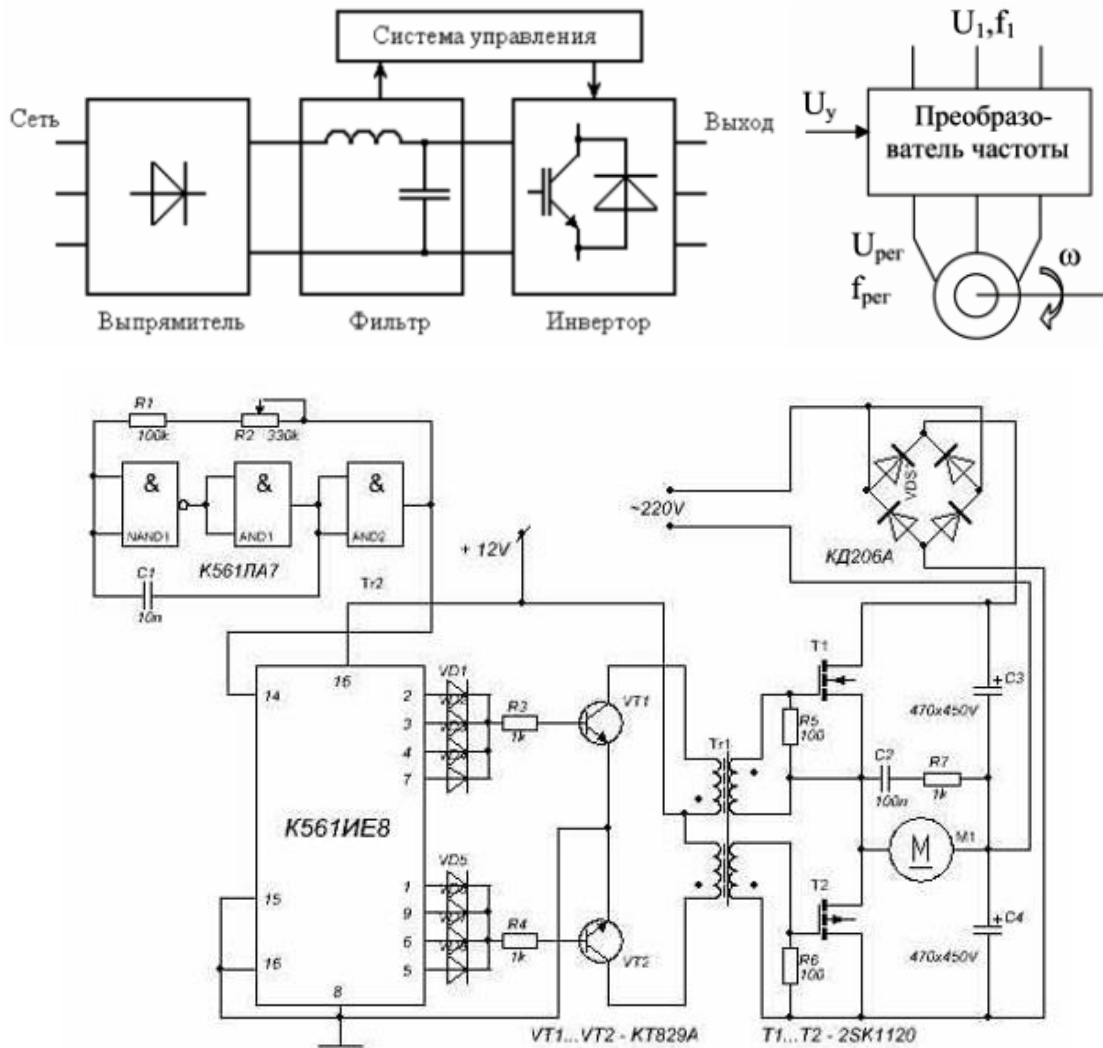 Система управления
Сеть
Выход
Выпрямитель
Фильтр
Инвертор
U₁,f₁
Uу
Преобразо-
ватель частоты
Uрег
fрег
ω
R1
100k
R2
330k
&
&
&
NAND1
AND1
AND2
К561ЛА7
C1
10n
Tr2
+ 12V
~220V
VDS1
КД206А
14
16
2
3
4
7
VD1
R3
1k
VT1
К561ИЕ8
15
16
8
1
9
6
5
VD5
R4
1k
VT2
Tr1
T1
R5
100
C2
100n
R7
1k
+
C3
470x450V
M
M1
T2
R6
100
+
C4
470x450V
VT1...VT2 - KT829A
T1...T2 - 2SK1120